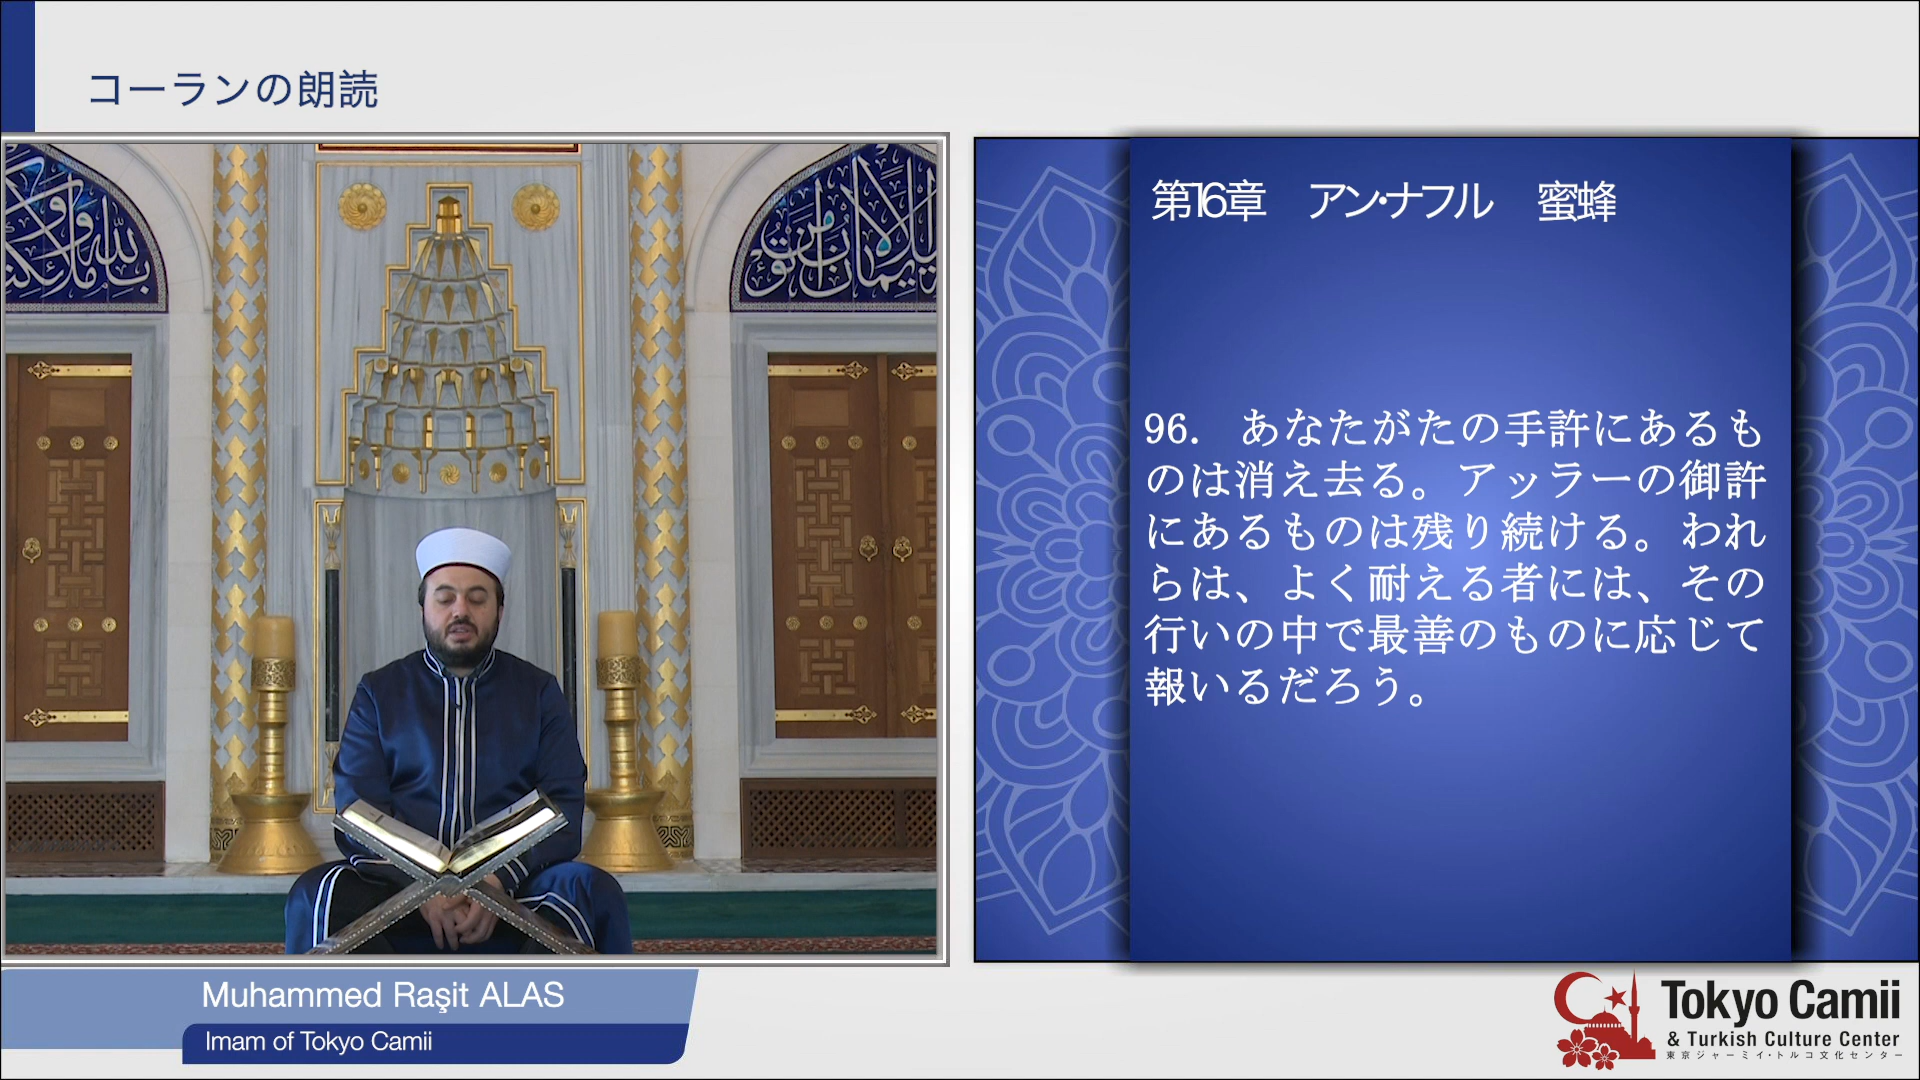 コーランの朗読
第16章　アン・ナフル　蜜蜂
96.　あなたがたの手許にあるも
のは消え去る。アッラーの御許
にあるものは残り続ける。われ
らは、よく耐える者には、その
行いの中で最善のものに応じて
報いるだろう。
Muhammed Raşit ALAS
Imam of Tokyo Camii
Tokyo Camii
& Turkish Culture Center
東京ジャーミイ・トルコ文化センター